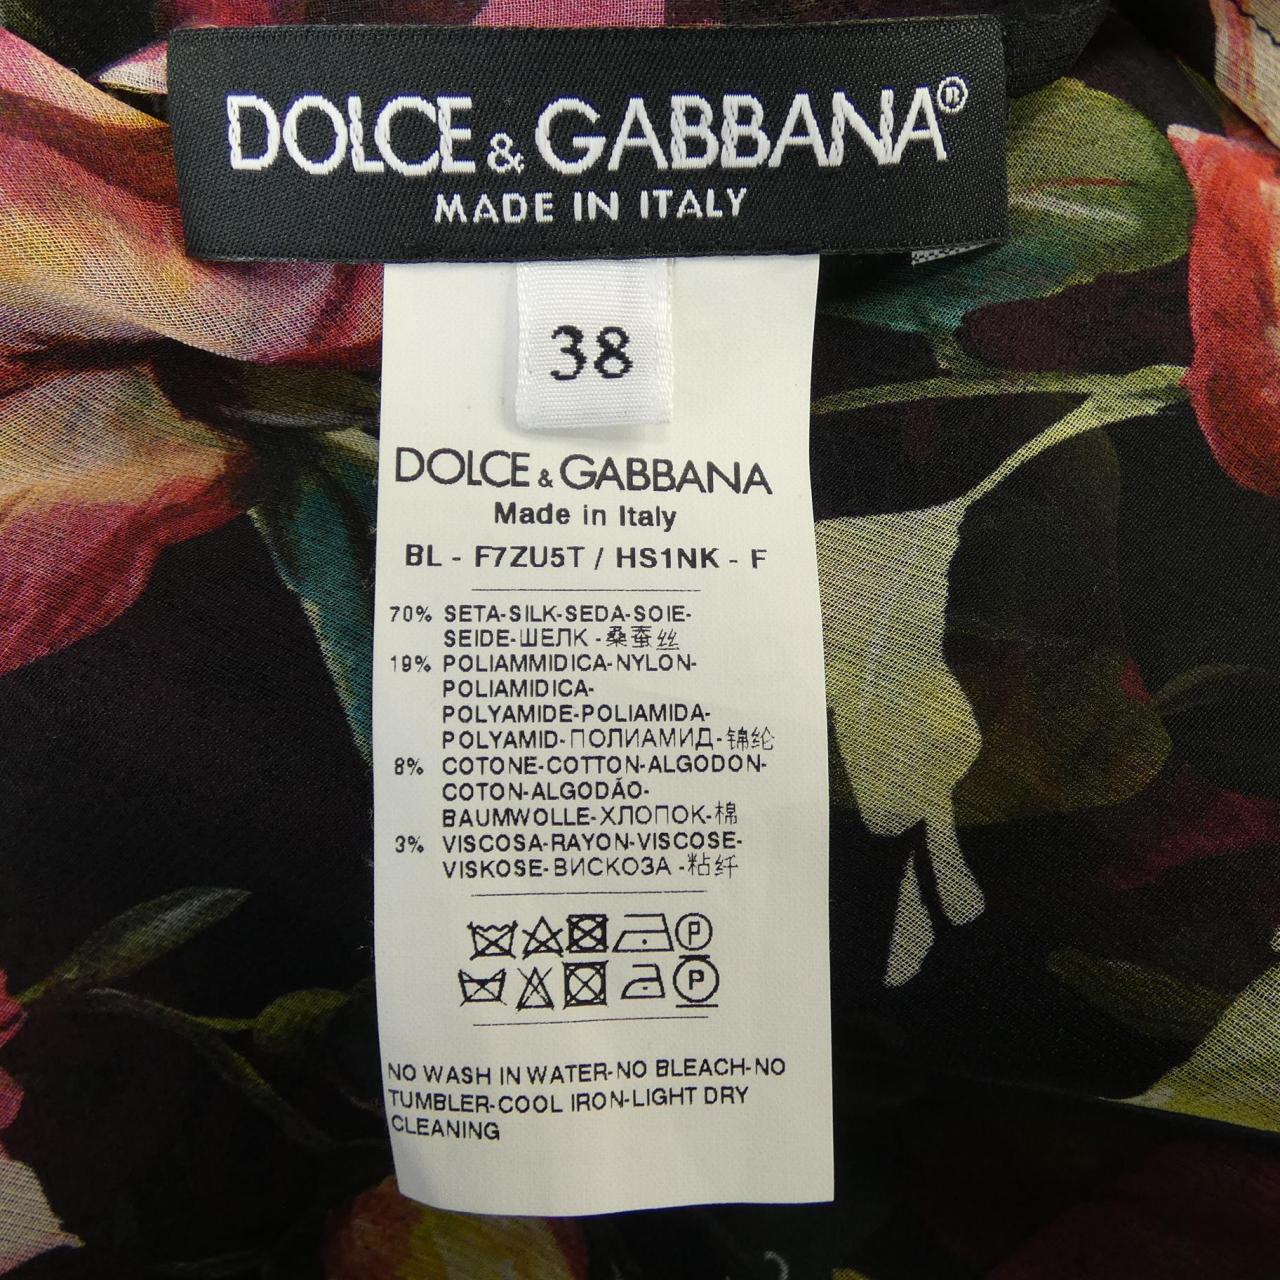 DOLCE & GABBANA®
MADE IN ITALY
38
DOLCE & GABBANA
Made in Italy
BL - F7ZU5T / HS1NK - F
70% SETA-SILK-SEDA-SOIE-
SEIDE-ШЕЛК -桑蚕丝
19% POLIAMMIDICA-NYLON-
POLIAMIDICA-
POLYAMIDE-POLIAMIDA-
POLYAMID-ПОЛИАМИД-锦纶
8% COTONE-COTTON-ALGODON-
COTON-ALGODÃO-
BAUMWOLLE-ХЛОПОК-棉
3% VISCOSA-RAYON-VISCOSE-
VISKOSE-ВИСКОЗА -粘纤
P
P
NO WASH IN WATER-NO BLEACH-NO
TUMBLER-COOL IRON-LIGHT DRY
CLEANING